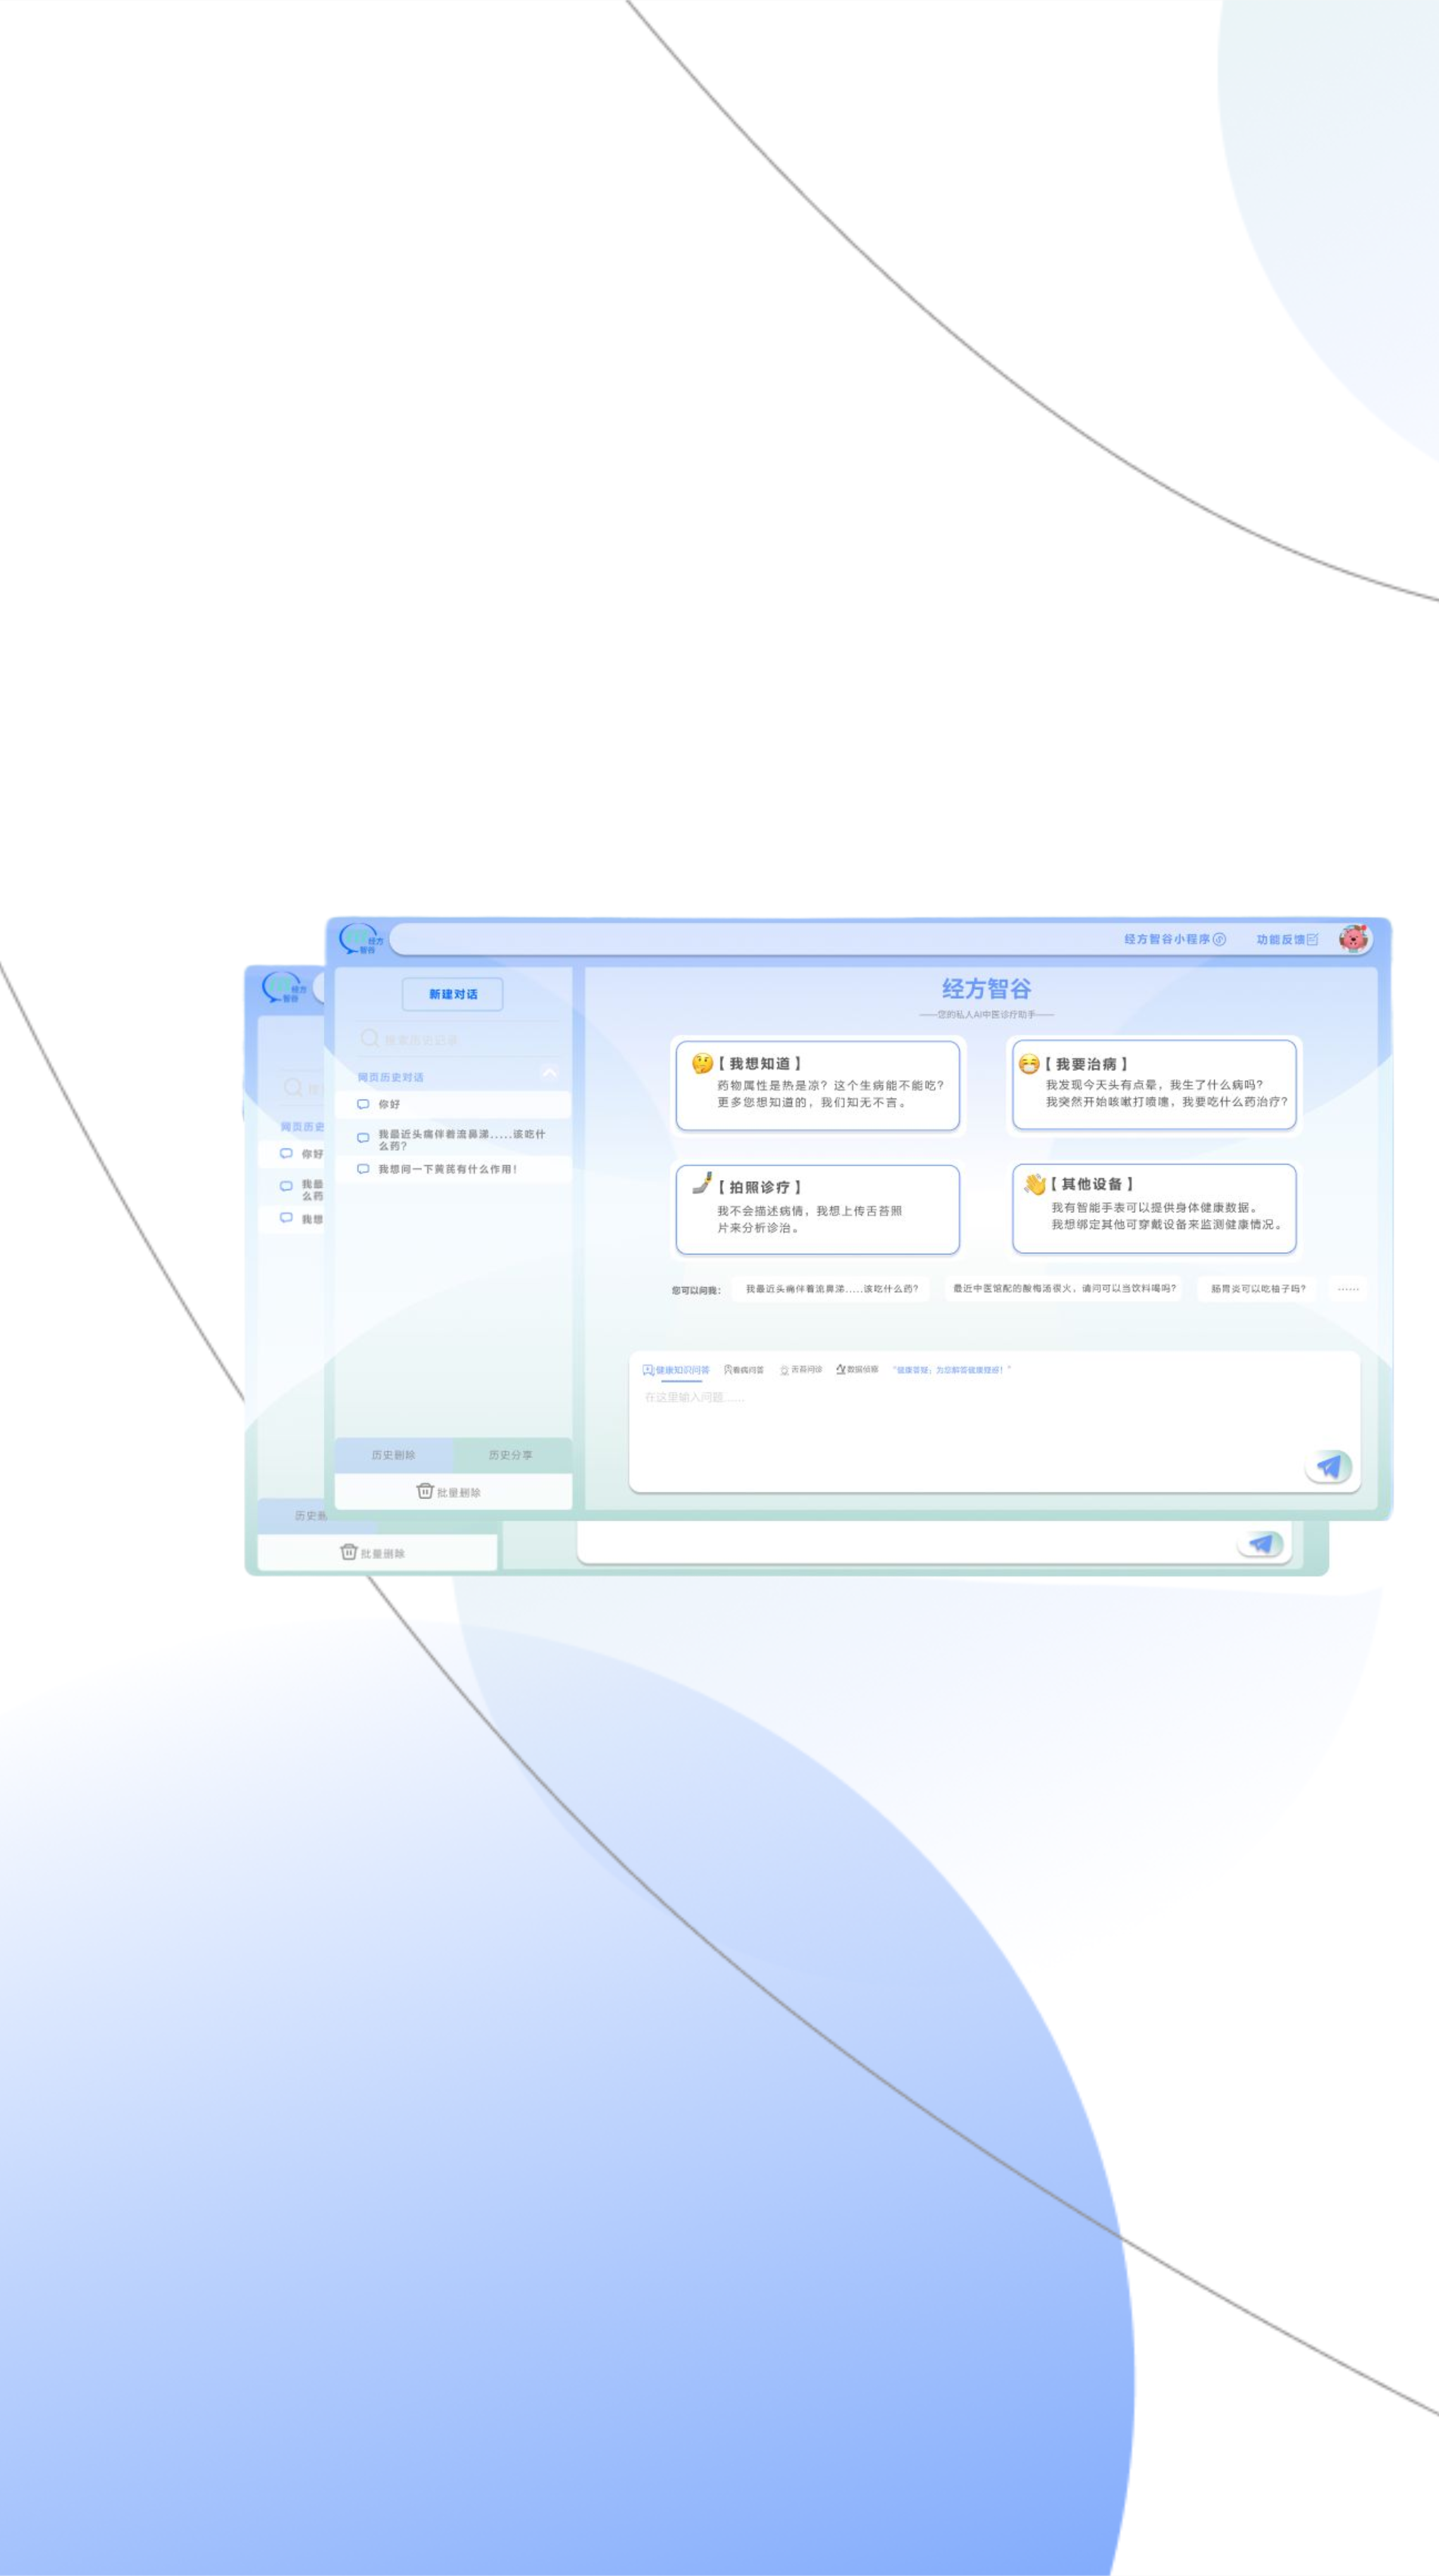 经方
智谷
经方智谷小程序
功能反馈
新建对话
搜索历史记录
网页历史对话
你好
我最近头痛伴着流鼻涕.....该吃什
么药?
我想问一下黄芪有什么作用!
历史删除
历史分享
批量删除
经方智谷
——您的私人AI中医诊疗助手——
【我想知道】
药物属性是热是凉? 这个生病能不能吃?
更多您想知道的, 我们知无不言。
【我要治病】
我发现今天头有点晕, 我生了什么病吗?
我突然开始咳嗽打喷嚏, 我要吃什么药治疗?
【拍照诊疗】
我不会描述病情, 我想上传舌苔照
片来分析诊治。
【其他设备】
我有智能手表可以提供身体健康数据。
我想绑定其他可穿戴设备来监测健康情况。
您可以问我:
我最近头痛伴着流鼻涕.....该吃什么药?
最近中医馆配的酸梅汤很火, 请问可以当饮料喝吗?
肠胃炎可以吃桔子吗?
......
健康知识问答
看病问答
舌苔问诊
数据侦察
“健康答疑, 为您解答健康疑惑! ”
在这里输入问题......
经方
智谷
网页历史
你好
我最
么药
我想
历史删
批量删除